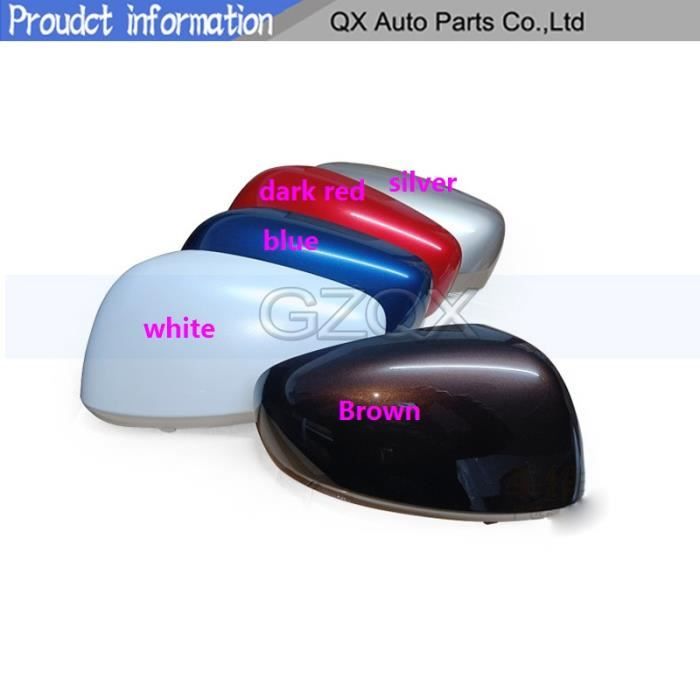 Proudct information
QX Auto Parts Co.,Ltd
silver
dark red
blue
white
GZQX
Brown